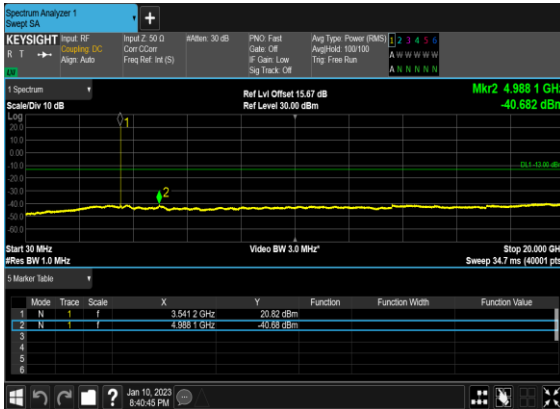 Spectrum Analyzer 1
Swept SA
+
KEYSIGHT
R T
Input: RF
Coupling: DC
Align: Auto
Input Z: 50 Ω
Corr CCorr
Freq Ref: Int (S)
#Atten: 30 dB
PNO: Fast
Gate: Off
IF Gain: Low
Sig Track: Off
Avg Type: Power (RMS)
Avg|Hold: 100/100
Trig: Free Run
1 2 3 4 5 6
A W W W W W
A N N N N N
1 Spectrum
Scale/Div 10 dB
Ref Lvl Offset 15.67 dB
Ref Level 30.00 dBm
Mkr2 4.988 1 GHz
-40.682 dBm
Log
20.0
10.0
0.00
-10.0
-20.0
-30.0
-40.0
-50.0
-60.0
1
2
DL1 -13.00 dBm
Start 30 MHz
#Res BW 1.0 MHz
Video BW 3.0 MHz*
Stop 20.000 GH
Sweep 34.7 ms (40001 pts
5 Marker Table
Mode Trace Scale X Y Function Function Width Function Value
1 N 1 f 3.541 2 GHz 20.82 dBm
2 N 1 f 4.988 1 GHz -40.68 dBm
3
4
5
6
?
Jan 10, 2023
8:40:45 PM